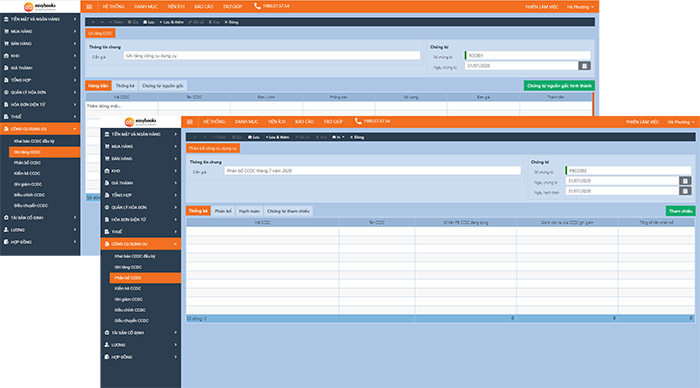 easybooks
HỆ THỐNG DANH MỤC TIỆN ÍCH BÁO CÁO TRỢ GIÚP 1900.57.57.54 PHIÊN LÀM VIỆC Hà Phương
TIỀN MẶT VÀ NGÂN HÀNG
MUA HÀNG
BÁN HÀNG
KHO
GIÁ THÀNH
TỔNG HỢP
QUẢN LÝ HÓA ĐƠN
HÓA ĐƠN ĐIỆN TỬ
THUẾ
CÔNG CỤ DỤNG CỤ
Khai báo CCDC đầu kỳ
Ghi tăng CCDC
Phân bổ CCDC
Kiểm kê CCDC
Ghi giảm CCDC
Điều chỉnh CCDC
Điều chuyển CCDC
TÀI SẢN CỐ ĐỊNH
LƯƠNG
HỢP ĐỒNG
Thêm Sửa Lưu Lưu & thêm Ghi sổ Xóa Đóng
Ghi tăng CCDC
Thông tin chung
Diễn giải Ghi tăng công cụ dụng cụ
Chứng từ
Số chứng từ
Ngày chứng từ 31/07/2020
Hàng tiền Thống kê Chứng từ nguồn gốc
Chứng từ nguồn gốc hình thành
Mã CCDC Tên CCDC Đơn vị tính Phòng ban Số lượng Đơn giá Thành tiền
Thêm dòng mới...
easybooks
HỆ THỐNG DANH MỤC TIỆN ÍCH BÁO CÁO TRỢ GIÚP 1900.57.57.54 PHIÊN LÀM VIỆC Hà Phương
TIỀN MẶT VÀ NGÂN HÀNG
MUA HÀNG
BÁN HÀNG
KHO
GIÁ THÀNH
TỔNG HỢP
QUẢN LÝ HÓA ĐƠN
HÓA ĐƠN ĐIỆN TỬ
THUẾ
CÔNG CỤ DỤNG CỤ
Khai báo CCDC đầu kỳ
Ghi tăng CCDC
Phân bổ CCDC
Kiểm kê CCDC
Ghi giảm CCDC
Điều chỉnh CCDC
Điều chuyển CCDC
TÀI SẢN CỐ ĐỊNH
LƯƠNG
HỢP ĐỒNG
Lưu Lưu & thêm In Đóng
Phân bổ công cụ dụng cụ
Thông tin chung
Diễn giải Phân bổ CCDC tháng 7 năm 2020
Chứng từ
Số chứng từ
Ngày chứng từ 31/07/2020
Ngày hạch toán 31/07/2020
Thống kê Phân bổ Hạch toán Chứng từ tham chiếu
Tham chiếu
Mã CCDC Tên CCDC Số tiền PB CCDC đang dùng Giá trị còn lại của CCDC ghi giảm Tổng số tiền phân bổ
Số dòng: 0 0 0 0